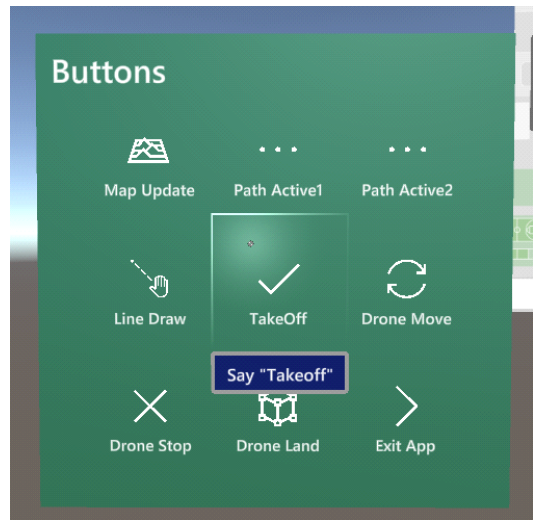 Buttons
Map Update
Path Active1
Path Active2
Line Draw
TakeOff
Drone Move
Say "Takeoff"
Drone Stop
Drone Land
Exit App